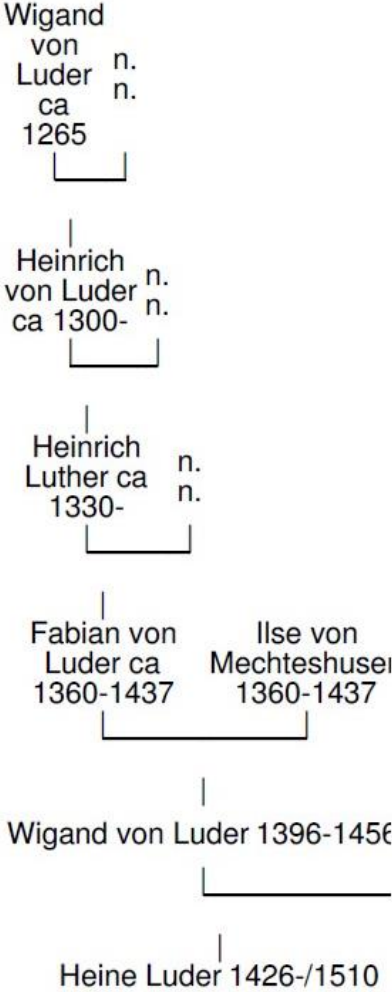 Wigand
von
Luder
ca
1265
n.
n.
Heinrich
von Luder
ca 1300-
n.
n.
Heinrich
Luther ca
1330-
n.
n.
Fabian von
Luder ca
1360-1437
Ilse von
Mechteshusen
1360-1437
Wigand von Luder 1396-1456
Heine Luder 1426-/1510